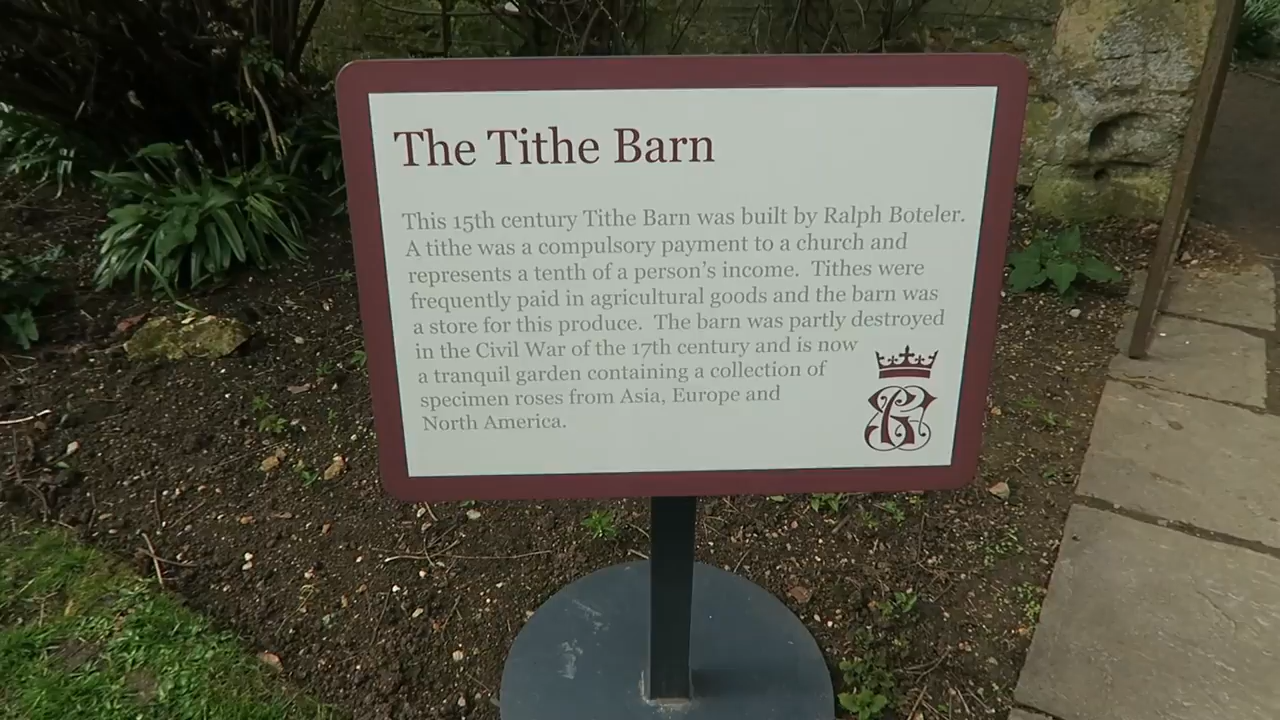 The Tithe Barn
This 15th century Tithe Barn was built by Ralph Boteler.
A tithe was a compulsory payment to a church and
represents a tenth of a person's income.  Tithes were
frequently paid in agricultural goods and the barn was
a store for this produce.  The barn was partly destroyed
in the Civil War of the 17th century and is now
a tranquil garden containing a collection of
specimen roses from Asia, Europe and
North America.